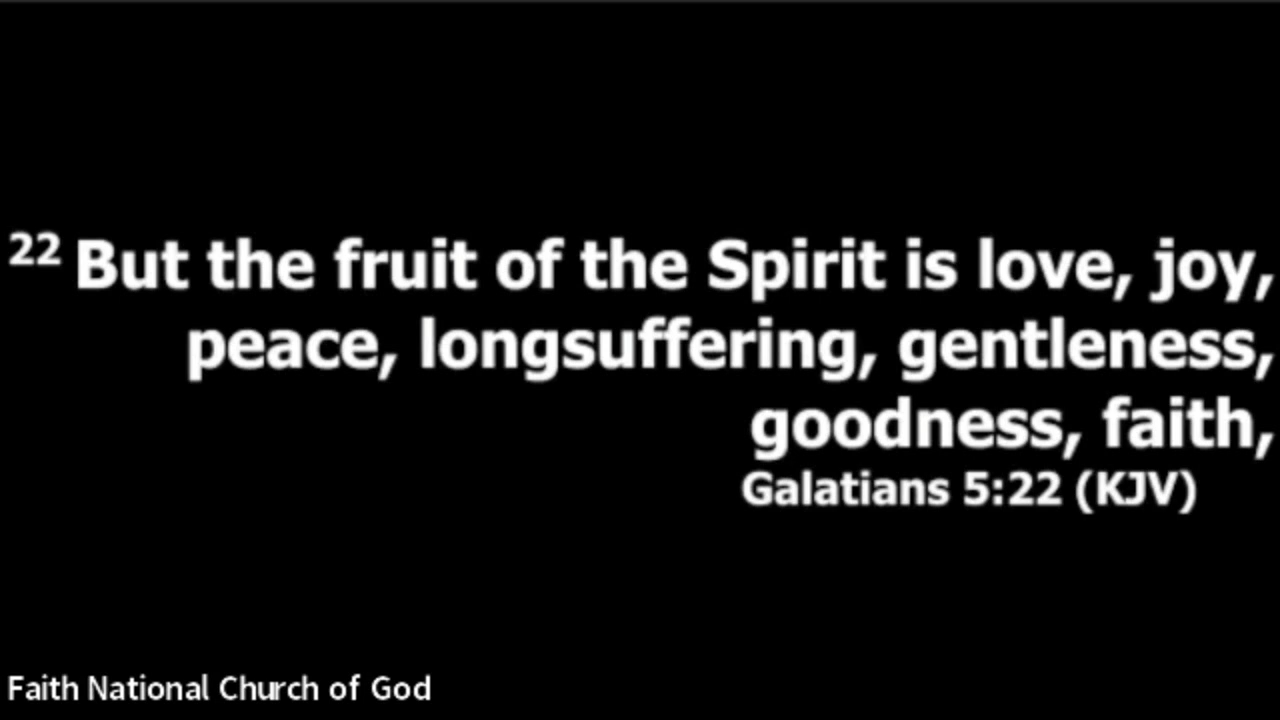 22 But the fruit of the Spirit is love, joy,
peace, longsuffering, gentleness,
goodness, faith,
Galatians 5:22 (KJV)
Faith National Church of God